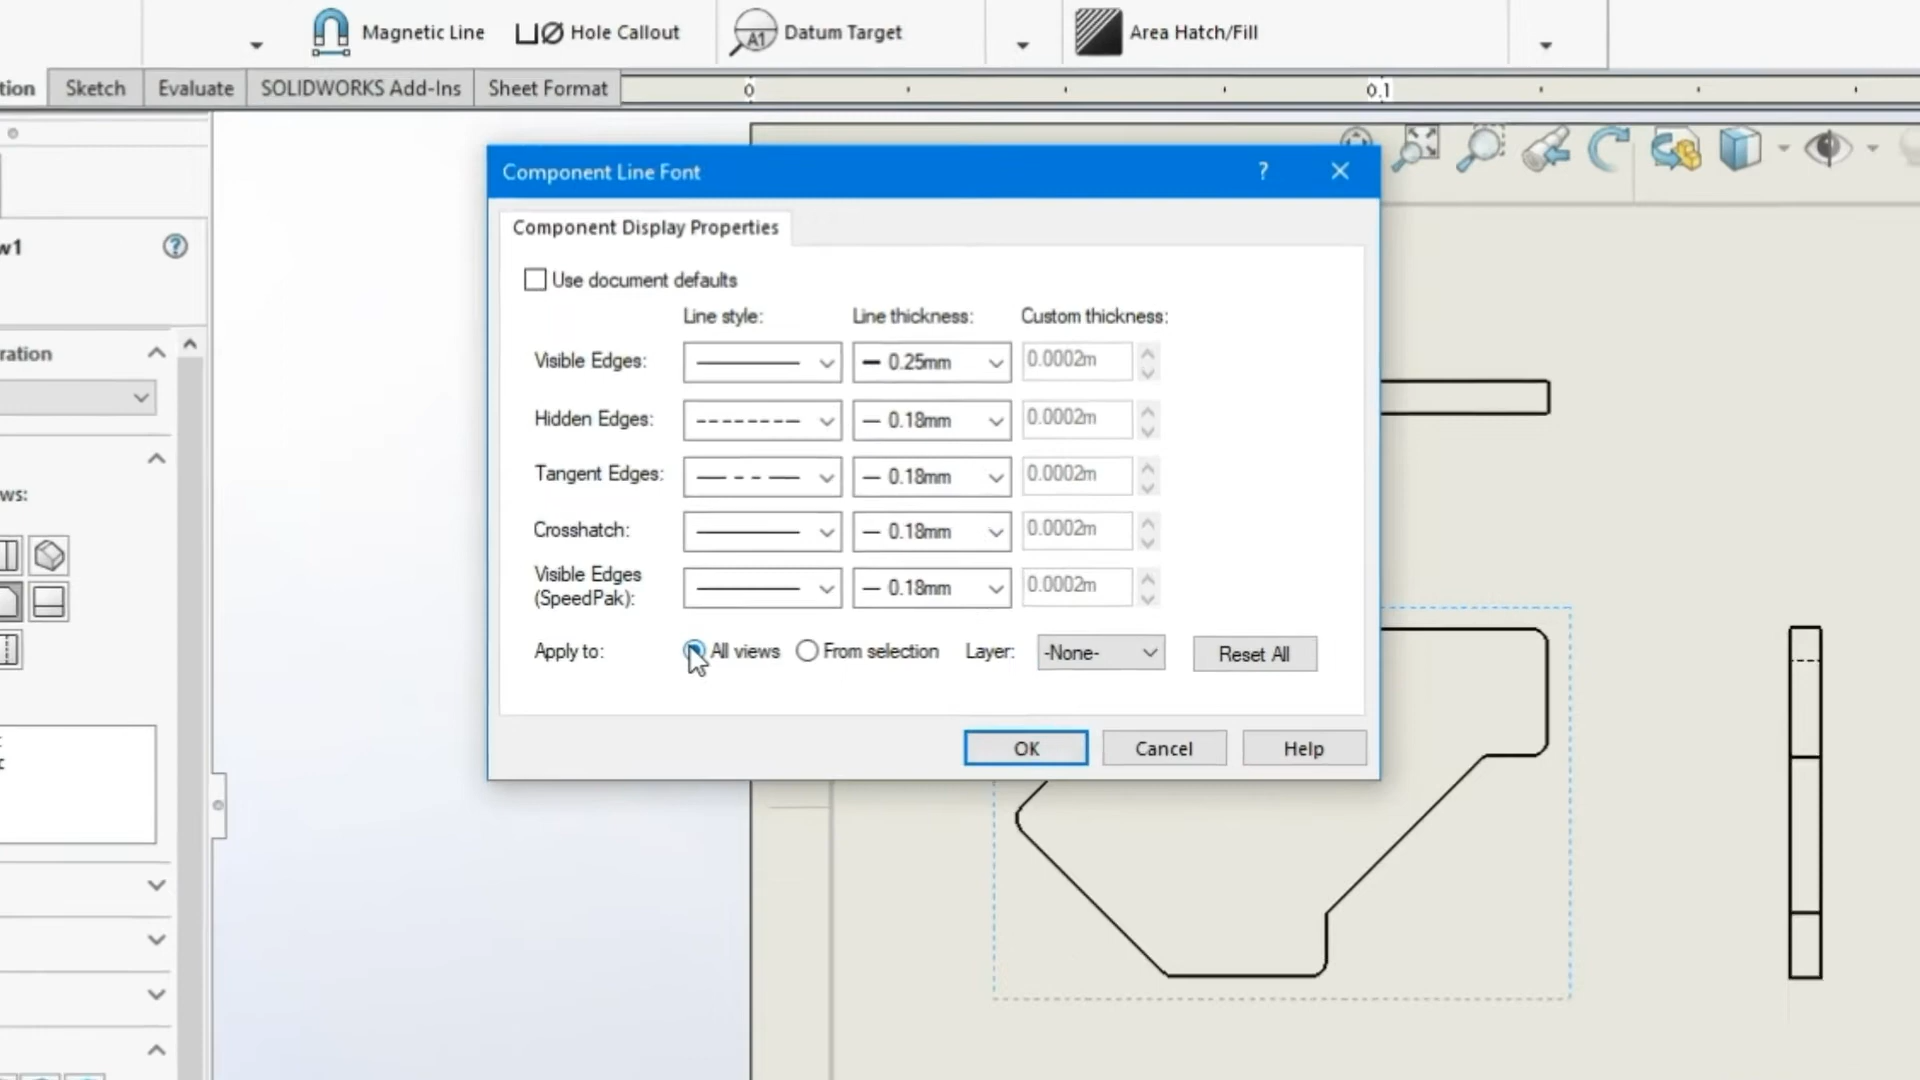 Magnetic Line
Hole Callout
A1
Datum Target
Area Hatch/Fill
tion
Sketch
Evaluate
SOLIDWORKS Add-Ins
Sheet Format
0
0.1
Component Line Font
?
Component Display Properties
w1
?
Use document defaults
Line style:
Line thickness:
Custom thickness:
ration
Visible Edges:
0.25mm
0.0002m
Hidden Edges:
0.18mm
0.0002m
Tangent Edges:
0.18mm
0.0002m
ws:
Crosshatch:
0.18mm
0.0002m
Visible Edges
(SpeedPak):
0.18mm
0.0002m
Apply to:
All views
From selection
Layer:
-None-
Reset All
OK
Cancel
Help